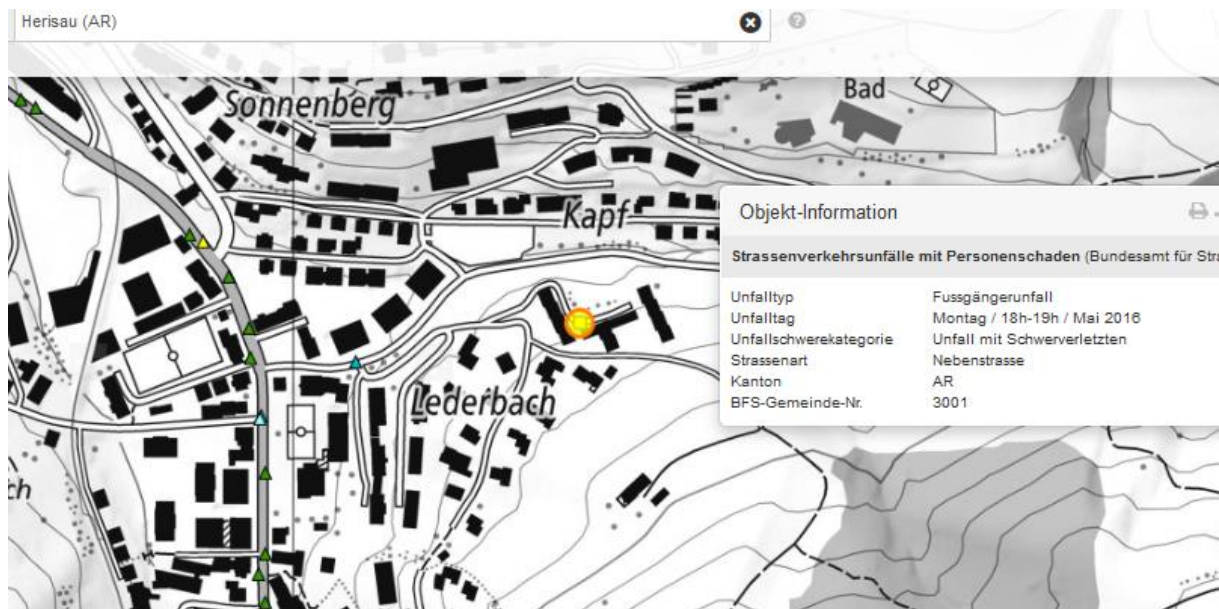 Herisau (AR)
Sonnenberg
Bad
Kapf
Objekt-Information
Strassenverkehrsunfälle mit Personenschaden (Bundesamt für Stra
Unfalltyp Fussgängerunfall
Unfalltag Montag / 18h-19h / Mai 2016
Unfallschwerekategorie Unfall mit Schwerverletzten
Strassenart Nebenstrasse
Kanton AR
BFS-Gemeinde-Nr. 3001
Lederbach
ch